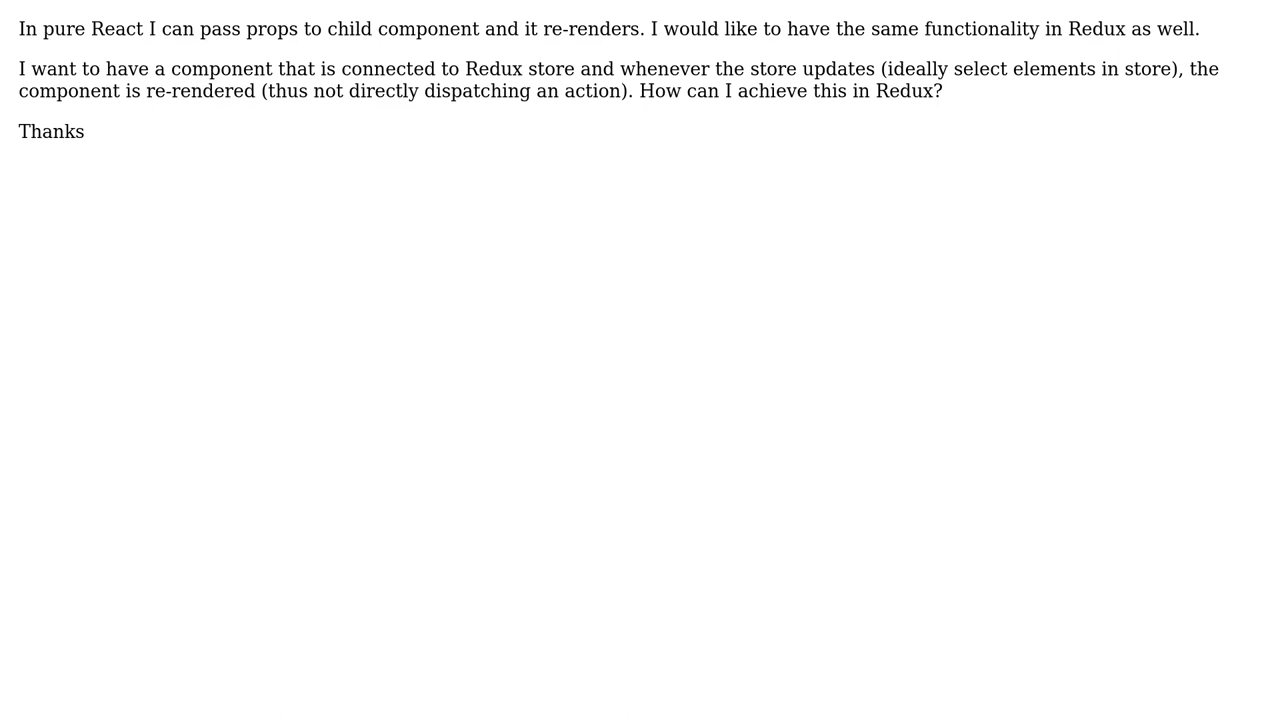 In pure React I can pass props to child component and it re-renders. I would like to have the same functionality in Redux as well.
I want to have a component that is connected to Redux store and whenever the store updates (ideally select elements in store), the
component is re-rendered (thus not directly dispatching an action). How can I achieve this in Redux?
Thanks